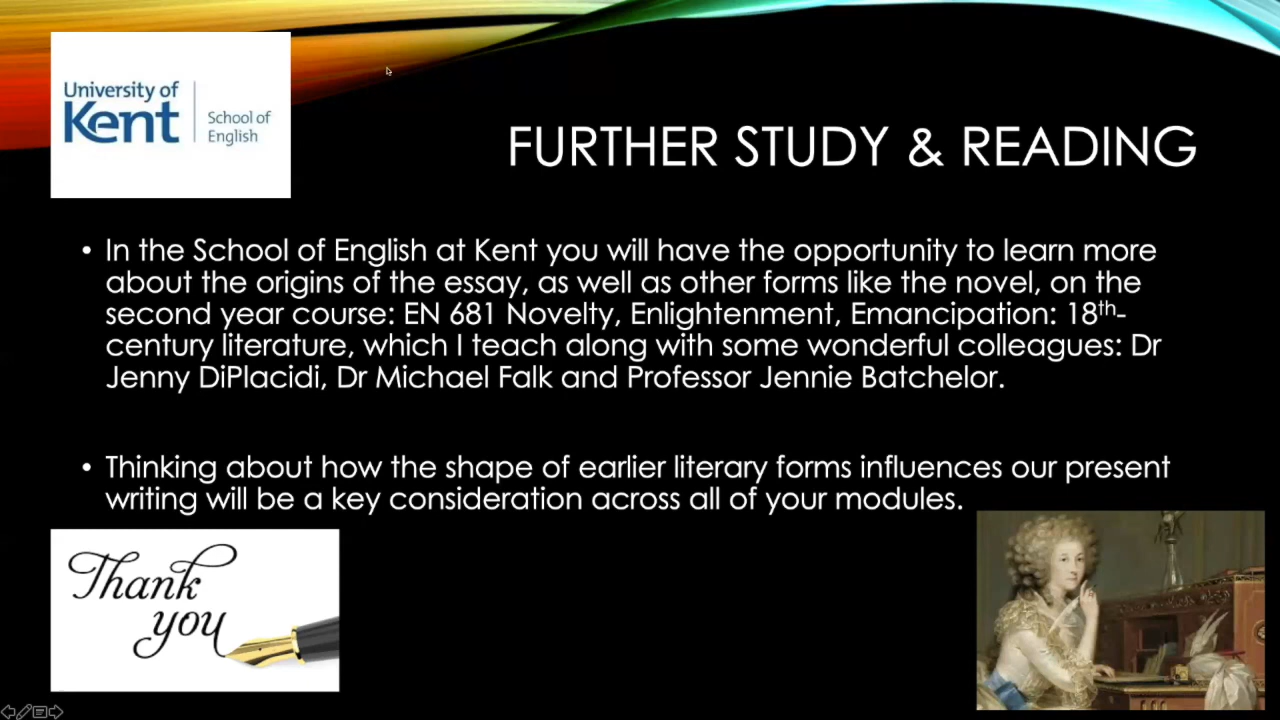 University of
Kent
School of
English
FURTHER STUDY & READING
• In the School of English at Kent you will have the opportunity to learn more
about the origins of the essay, as well as other forms like the novel, on the
second year course: EN 681 Novelty, Enlightenment, Emancipation: 18th-
century literature, which I teach along with some wonderful colleagues: Dr
Jenny DiPlacidi, Dr Michael Falk and Professor Jennie Batchelor.
• Thinking about how the shape of earlier literary forms influences our present
writing will be a key consideration across all of your modules.
Thank
you